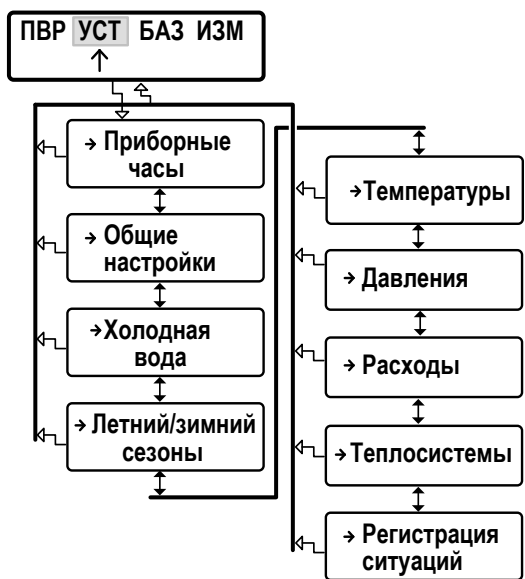 ПВР УСТ БАЗ ИЗМ
→ Приборные
часы
→ Общие
настройки
→Холодная
вода
→ Летний/зимний
сезоны
→Температуры
→ Давления
→ Расходы
→Теплосистемы
→ Регистрация
ситуаций